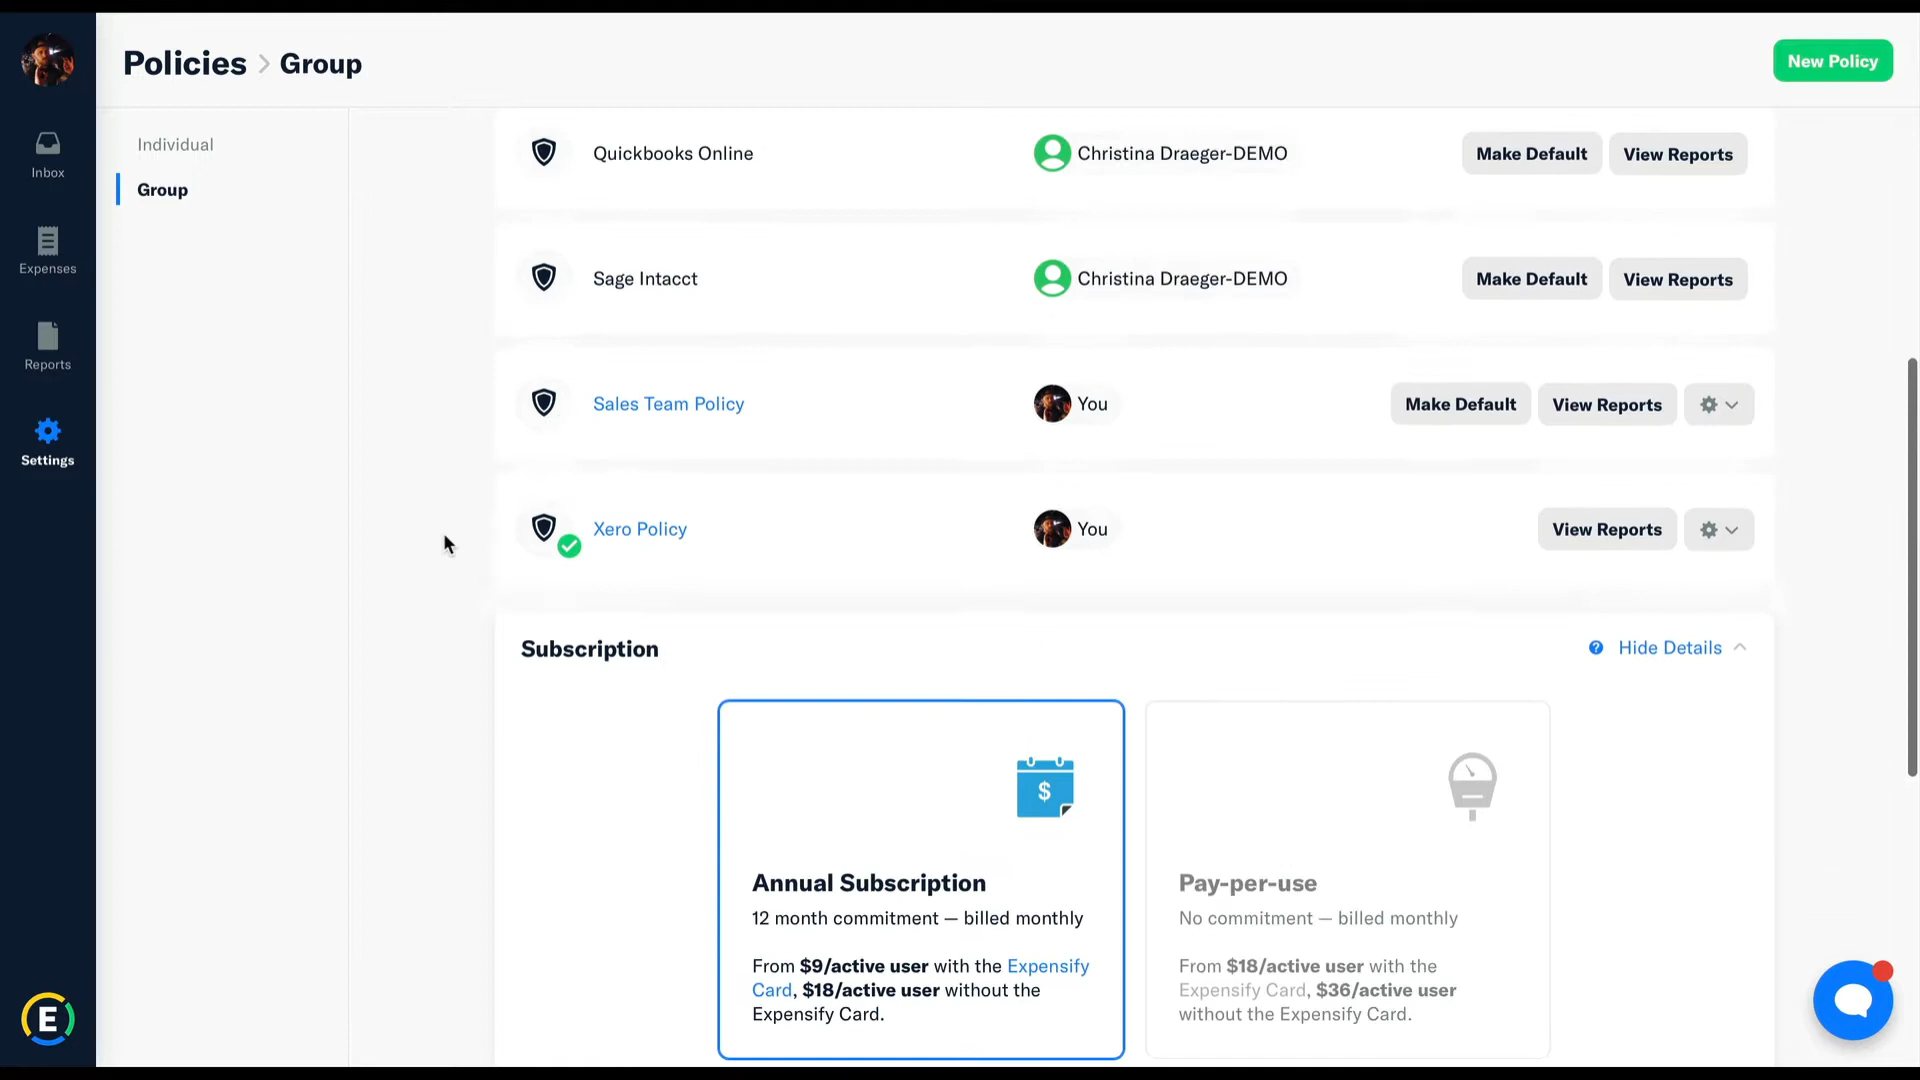 Policies > Group
New Policy
Inbox
Expenses
Reports
Settings
E
Individual
Group
Quickbooks Online Christina Draeger-DEMO Make Default View Reports
Sage Intacct Christina Draeger-DEMO Make Default View Reports
Sales Team Policy You Make Default View Reports
Xero Policy You View Reports
Subscription
? Hide Details
$
Annual Subscription
12 month commitment — billed monthly
From $9/active user with the Expensify
Card, $18/active user without the
Expensify Card.
Pay-per-use
No commitment — billed monthly
From $18/active user with the
Expensify Card, $36/active user
without the Expensify Card.